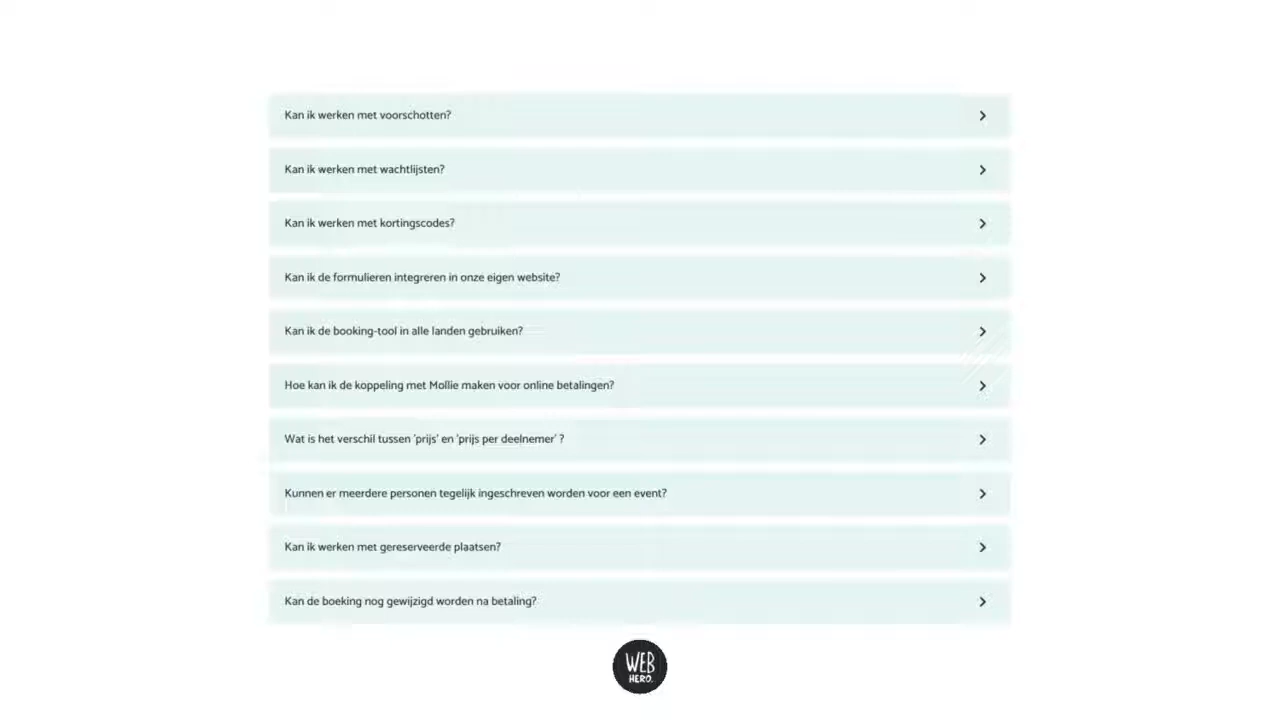 Kan ik werken met voorschotten?
Kan ik werken met wachtlijsten?
Kan ik werken met kortingscodes?
Kan ik de formulieren integreren in onze eigen website?
Kan ik de booking-tool in alle landen gebruiken?
Hoe kan ik de koppeling met Mollie maken voor online betalingen?
Wat is het verschil tussen 'prijs' en 'prijs per deelnemer' ?
Kunnen er meerdere personen tegelijk ingeschreven worden voor een event?
Kan ik werken met gereserveerde plaatsen?
Kan de boeking nog gewijzigd worden na betaling?
WEB
HERO.